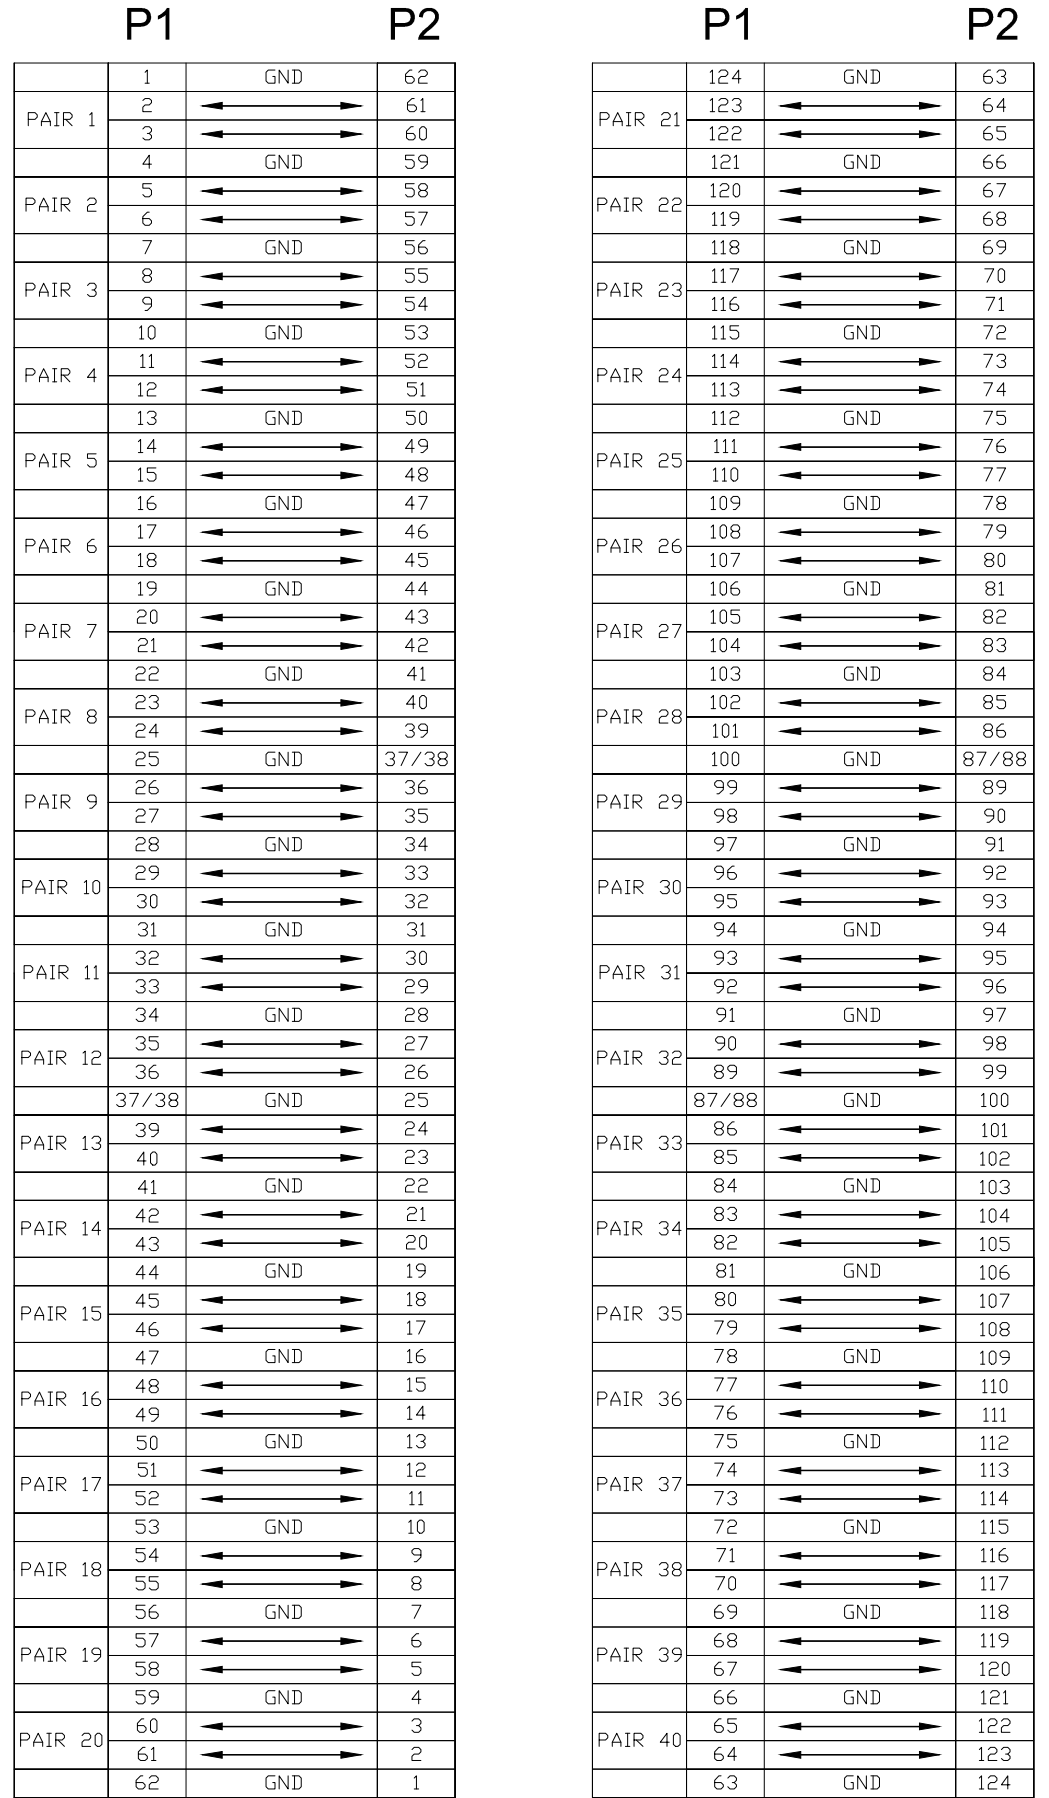 P1 P2
1 GND 62
PAIR 1
2 61
3 60
4 GND 59
PAIR 2
5 58
6 57
7 GND 56
PAIR 3
8 55
9 54
10 GND 53
PAIR 4
11 52
12 51
13 GND 50
PAIR 5
14 49
15 48
16 GND 47
PAIR 6
17 46
18 45
19 GND 44
PAIR 7
20 43
21 42
22 GND 41
PAIR 8
23 40
24 39
25 GND 37/38
PAIR 9
26 36
27 35
28 GND 34
PAIR 10
29 33
30 32
31 GND 31
PAIR 11
32 30
33 29
34 GND 28
PAIR 12
35 27
36 26
37/38 GND 25
PAIR 13
39 24
40 23
41 GND 22
PAIR 14
42 21
43 20
44 GND 19
PAIR 15
45 18
46 17
47 GND 16
PAIR 16
48 15
49 14
50 GND 13
PAIR 17
51 12
52 11
53 GND 10
PAIR 18
54 9
55 8
56 GND 7
PAIR 19
57 6
58 5
59 GND 4
PAIR 20
60 3
61 2
62 GND 1
P1 P2
124 GND 63
PAIR 21
123 64
122 65
121 GND 66
PAIR 22
120 67
119 68
118 GND 69
PAIR 23
117 70
116 71
115 GND 72
PAIR 24
114 73
113 74
112 GND 75
PAIR 25
111 76
110 77
109 GND 78
PAIR 26
108 79
107 80
106 GND 81
PAIR 27
105 82
104 83
103 GND 84
PAIR 28
102 85
101 86
100 GND 87/88
PAIR 29
99 89
98 90
97 GND 91
PAIR 30
96 92
95 93
94 GND 94
PAIR 31
93 95
92 96
91 GND 97
PAIR 32
90 98
89 99
87/88 GND 100
PAIR 33
86 101
85 102
84 GND 103
PAIR 34
83 104
82 105
81 GND 106
PAIR 35
80 107
79 108
78 GND 109
PAIR 36
77 110
76 111
75 GND 112
PAIR 37
74 113
73 114
72 GND 115
PAIR 38
71 116
70 117
69 GND 118
PAIR 39
68 119
67 120
66 GND 121
PAIR 40
65 122
64 123
63 GND 124